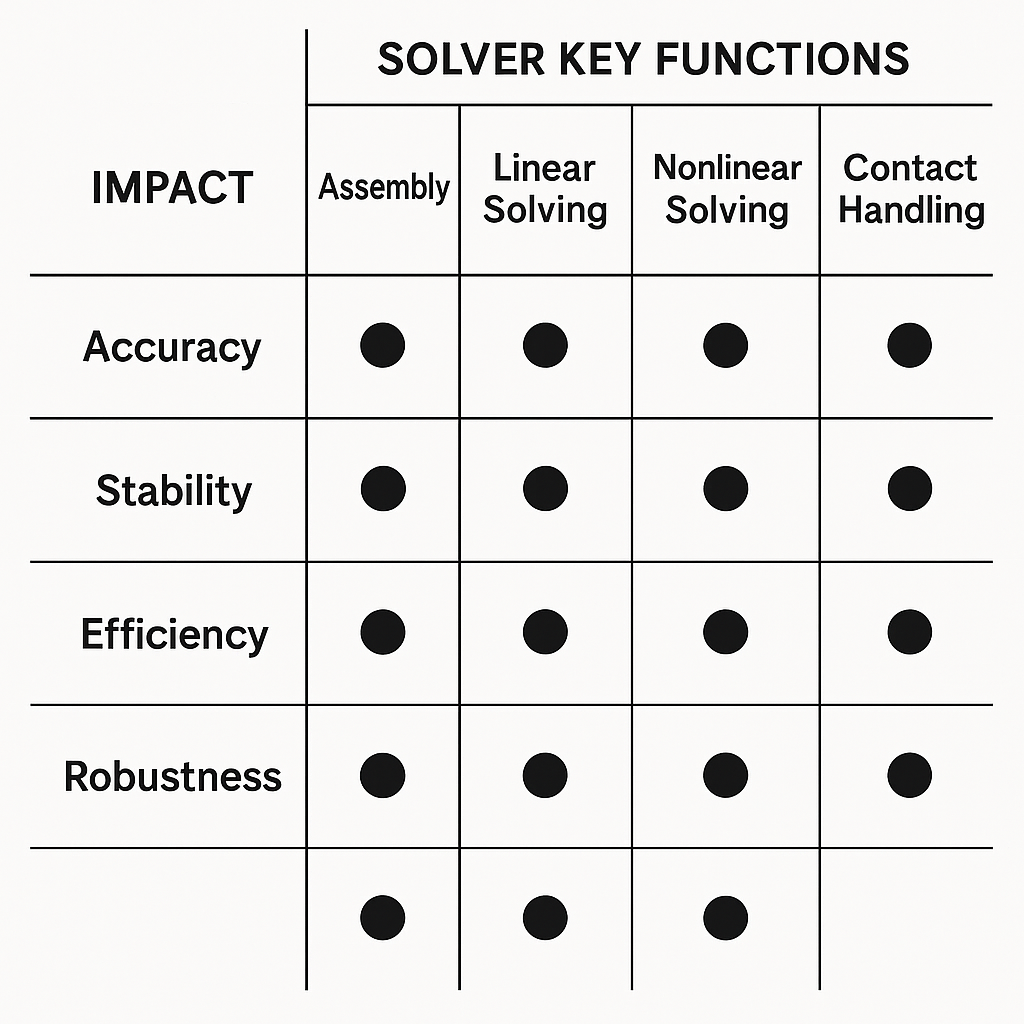 SOLVER KEY FUNCTIONS
IMPACT
Assembly
Linear
Solving
Nonlinear
Solving
Contact
Handling
Accuracy
Stability
Efficiency
Robustness